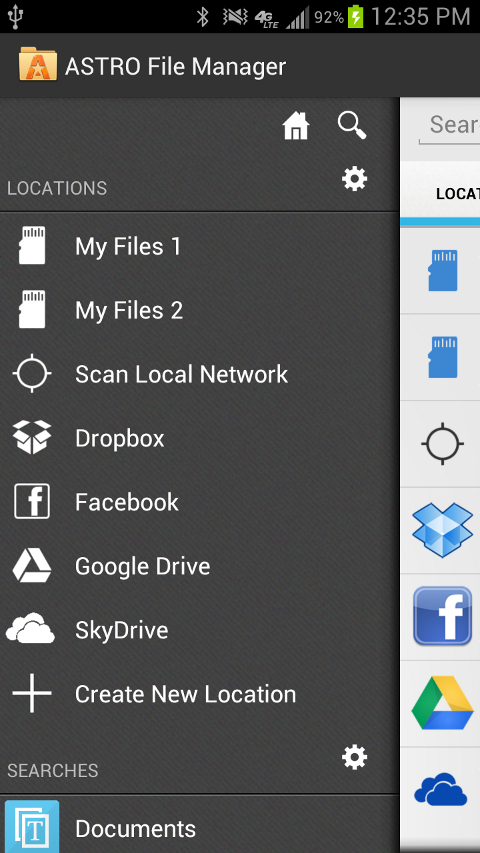 4G LTE 92% 12:35 PM
ASTRO File Manager
LOCATIONS
My Files 1
My Files 2
Scan Local Network
Dropbox
Facebook
Google Drive
SkyDrive
Create New Location
SEARCHES
Documents
Sear
LOCAT